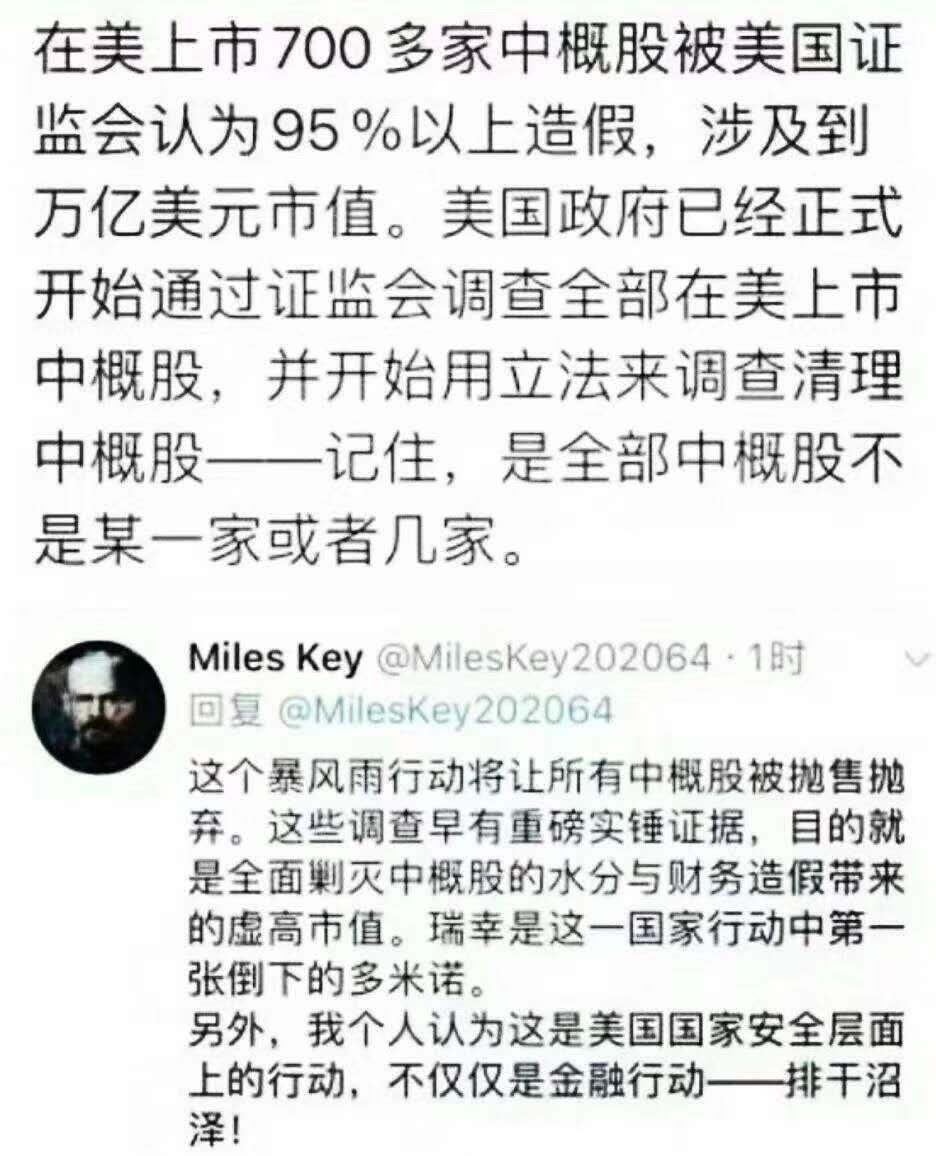 在美上市700多家中概股被美国证
监会认为95%以上造假，涉及到
万亿美元市值。美国政府已经正式
开始通过证监会调查全部在美上市
中概股，并开始用立法来调查清理
中概股——记住，是全部中概股不
是某一家或者几家。
Miles Key @MilesKey202064 · 1时
回复 @MilesKey202064
这个暴风雨行动将让所有中概股被抛售抛
弃。这些调查早有重磅实锤证据，目的就
是全面剿灭中概股的水分与财务造假带来
的虚高市值。瑞幸是这一国家行动中第一
张倒下的多米诺。
另外，我个人认为这是美国国家安全层面
上的行动，不仅仅是金融行动——排干沼
泽！